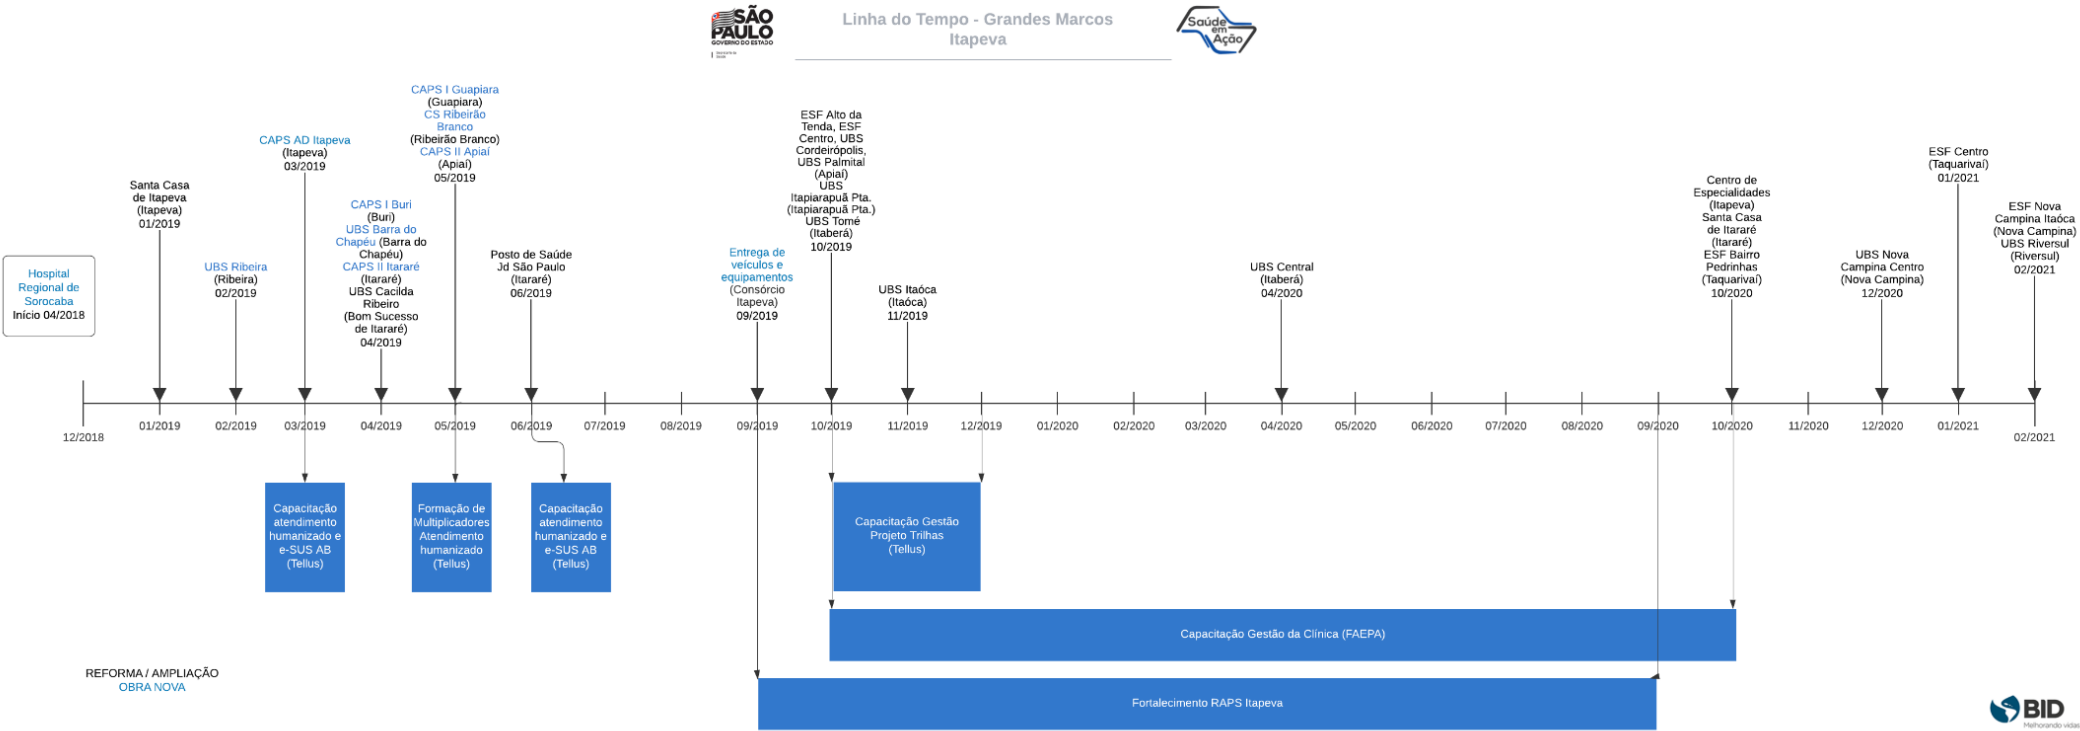 SÃO
PAULO
GOVERNO DO ESTADO
Secretaria da
Saúde
Linha do Tempo - Grandes Marcos
Itapeva
Saúde
em
Ação
Hospital
Regional de
Sorocaba
Início 04/2018
Santa Casa
de Itapeva
(Itapeva)
01/2019
UBS Ribeira
(Ribeira)
02/2019
CAPS AD Itapeva
(Itapeva)
03/2019
CAPS I Buri
(Buri)
UBS Barra do
Chapéu (Barra do
Chapéu)
CAPS II Itararé
(Itararé)
UBS Cacilda
Ribeiro
(Bom Sucesso
de Itararé)
04/2019
CAPS I Guapiara
(Guapiara)
CS Ribeirão
Branco
(Ribeirão Branco)
CAPS II Apiaí
(Apiaí)
05/2019
Posto de Saúde
Jd São Paulo
(Itararé)
06/2019
Entrega de
veículos e
equipamentos
(Consórcio
Itapeva)
09/2019
ESF Alto da
Tenda, ESF
Centro, UBS
Cordeirópolis,
UBS Palmital
(Apiaí)
UBS
Itapiarapuã Pta.
(Itapiarapuã Pta.)
UBS Tomé
(Itaberá)
10/2019
UBS Itaóca
(Itaóca)
11/2019
UBS Central
(Itaberá)
04/2020
Centro de
Especialidades
(Itapeva)
Santa Casa
de Itararé
(Itararé)
ESF Bairro
Pedrinhas
(Taquarivaí)
10/2020
UBS Nova
Campina Centro
(Nova Campina)
12/2020
ESF Centro
(Taquarivaí)
01/2021
ESF Nova
Campina Itaóca
(Nova Campina)
UBS Riversul
(Riversul)
02/2021
12/2018
01/2019
02/2019
03/2019
04/2019
05/2019
06/2019
07/2019
08/2019
09/2019
10/2019
11/2019
12/2019
01/2020
02/2020
03/2020
04/2020
05/2020
06/2020
07/2020
08/2020
09/2020
10/2020
11/2020
12/2020
01/2021
02/2021
Capacitação
atendimento
humanizado e
e-SUS AB
(Tellus)
Formação de
Multiplicadores
Atendimento
humanizado
(Tellus)
Capacitação
atendimento
humanizado e
e-SUS AB
(Tellus)
Capacitação Gestão
Projeto Trilhas
(Tellus)
Capacitação Gestão da Clínica (FAEPA)
Fortalecimento RAPS Itapeva
REFORMA / AMPLIAÇÃO
OBRA NOVA
BID
Melhorando vidas